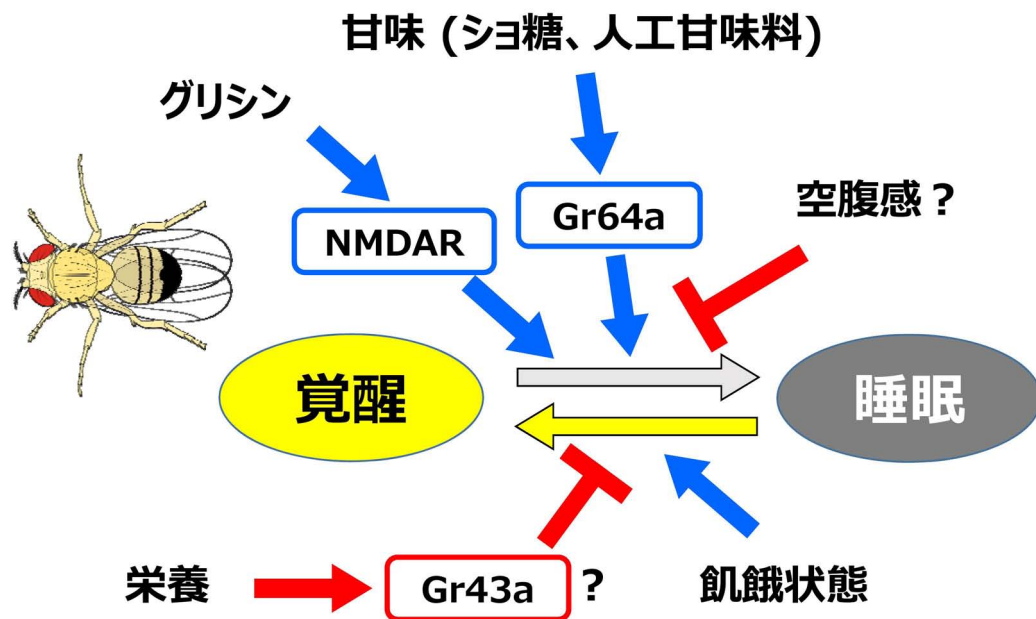 甘味 (ショ糖、人工甘味料)
グリシン
空腹感？
Gr64a
NMDAR
覚醒
睡眠
栄養
Gr43a
？
飢餓状態